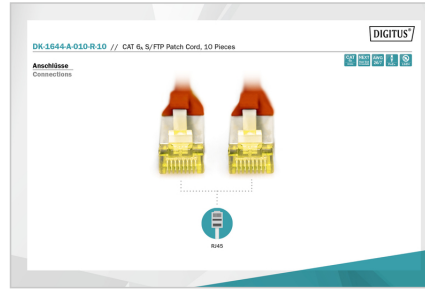 DIGITUS®
DK-1644-A-010-R-10 // CAT 6A S/FTP Patch Cord, 10 Pieces
Anschlüsse
Connections
RJ45